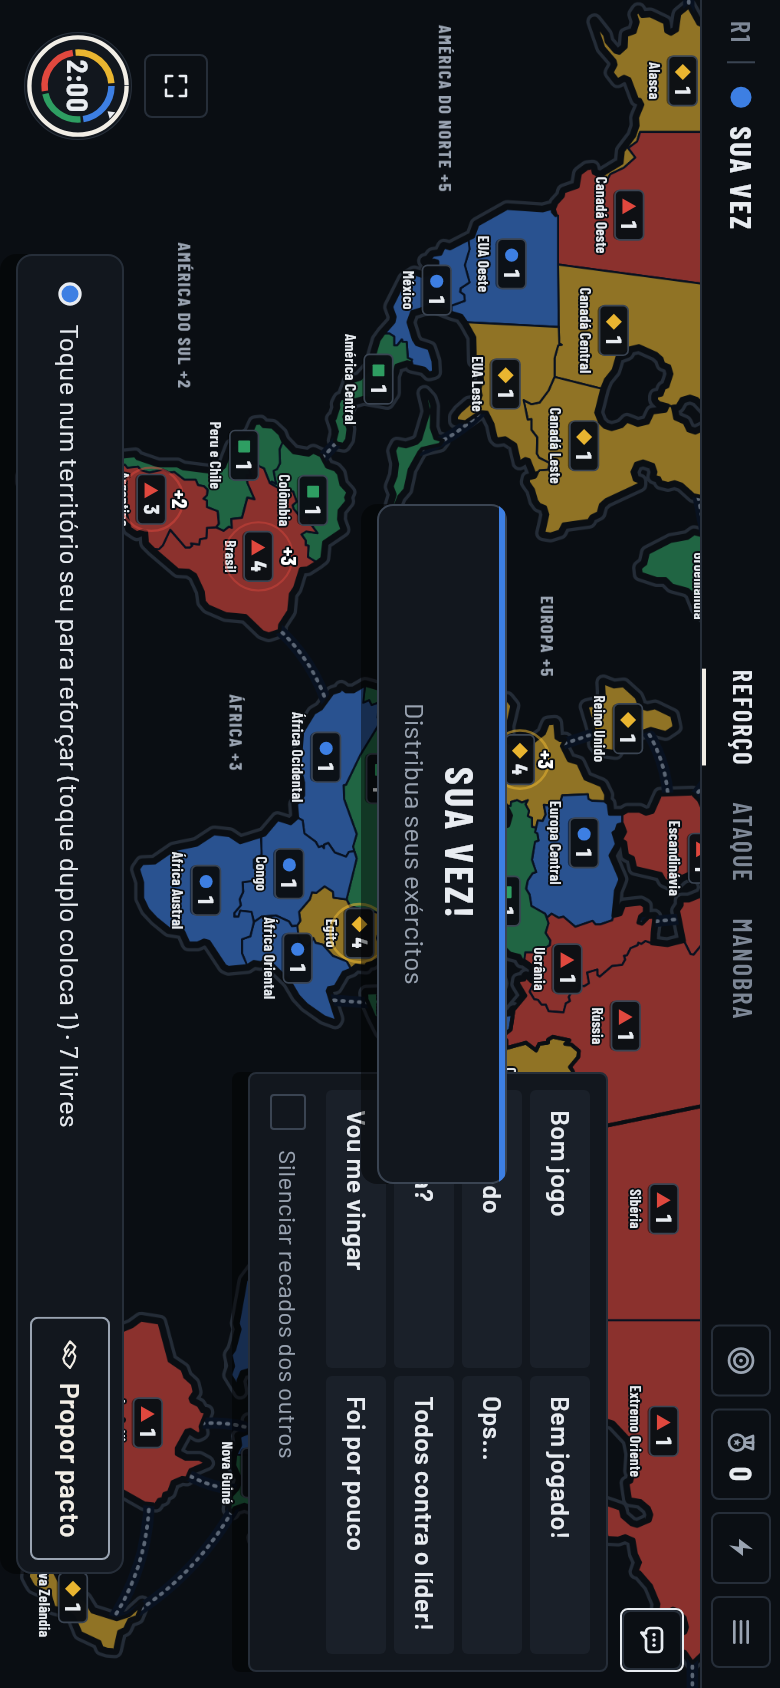 R1
SUA VEZ
REFORÇO
ATAQUE
MANOBRA
0
Alasca
1
Canadá Oeste
1
Canadá Central
1
Canadá Leste
1
EUA Oeste
1
EUA Leste
1
México
1
América Central
1
AMÉRICA DO NORTE +5
Groenlândia
Reino Unido
1
Escandinávia
1
EUROPA +5
+3
4
Europa Central
1
1
Ucrânia
1
Rússia
1
Sibéria
1
Extremo Oriente
1
SUA VEZ!
Distribua seus exércitos
Bom jogo
Bem jogado!
do
Ops...
a?
Todos contra o líder!
Vou me vingar
Foi por pouco
Silenciar recados dos outros
AMÉRICA DO SUL +2
Colômbia
1
Peru e Chile
1
Brasil
4
+3
3
+2
ÁFRICA +3
África Ocidental
1
Egito
4
Congo
1
África Oriental
1
África Austral
1
Nova Guiné
1
va Zelândia
1
2:00
Toque num território seu para reforçar (toque duplo coloca 1) · 7 livres
Propor pacto